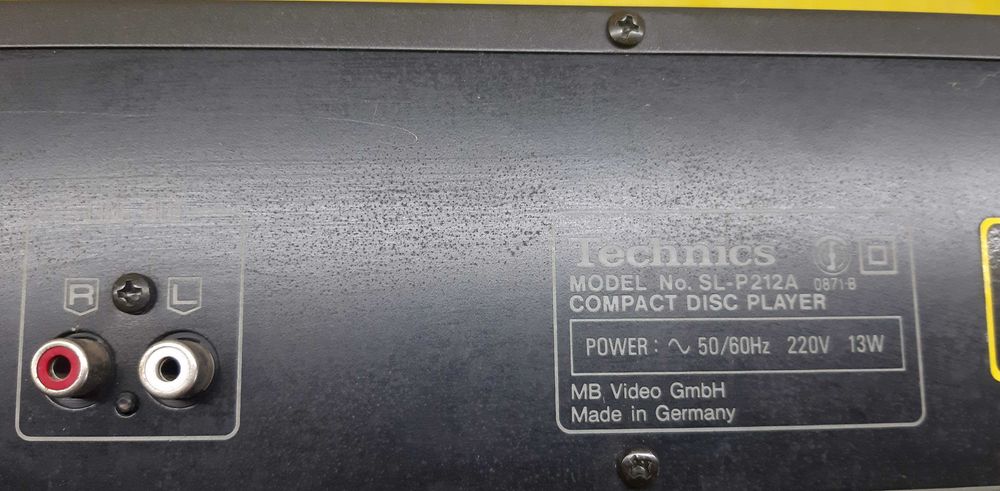 R
L
Technics
MODEL No. SL-P212A 0871-B
COMPACT DISC PLAYER
POWER: ∼ 50/60Hz 220V 13W
MB Video GmbH
Made in Germany